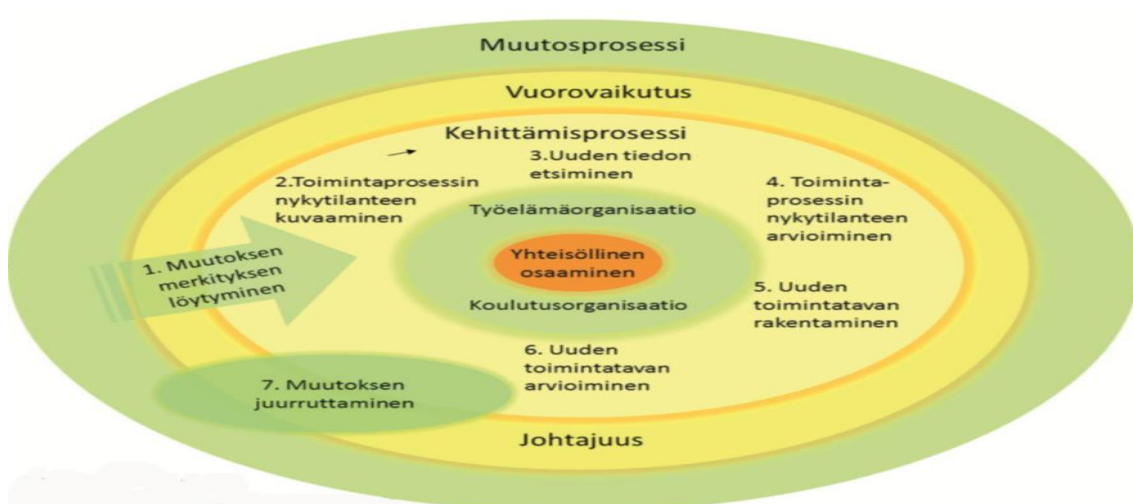 Muutosprosessi
Vuorovaikutus
Kehittämisprosessi
1. Muutoksen
merkityksen
löytyminen
2.Toimintaprosessin
nykytilanteen
kuvaaminen
3.Uuden tiedon
etsiminen
4. Toiminta-
prosessin
nykytilanteen
arvioiminen
Työelämäorganisaatio
Yhteisöllinen
osaaminen
Koulutusorganisaatio
5. Uuden
toimintatavan
rakentaminen
6. Uuden
toimintatavan
arvioiminen
7. Muutoksen
juurruttaminen
Johtajuus